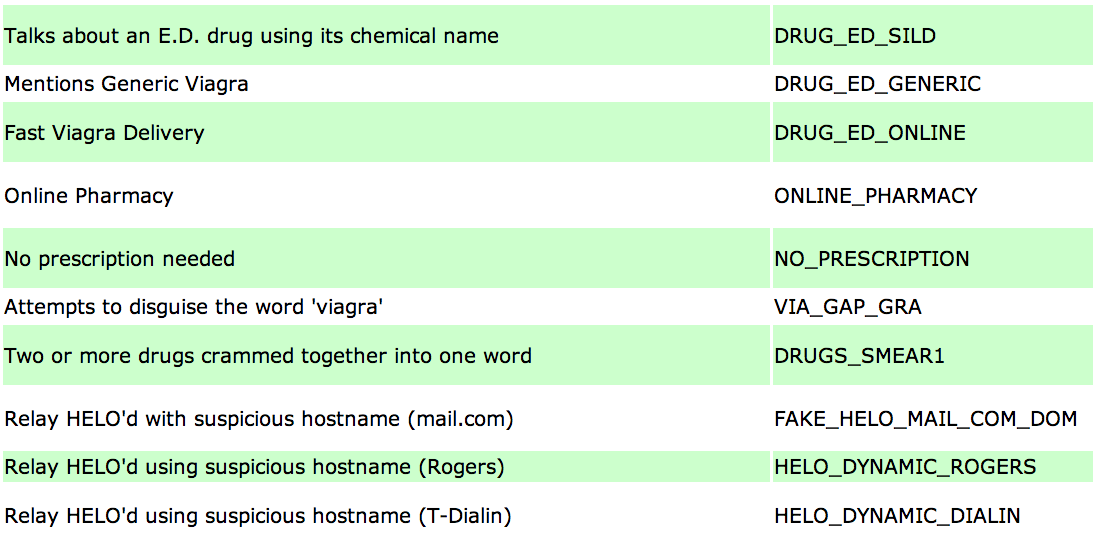 Talks about an E.D. drug using its chemical name DRUG_ED_SILD
Mentions Generic Viagra DRUG_ED_GENERIC
Fast Viagra Delivery DRUG_ED_ONLINE
Online Pharmacy ONLINE_PHARMACY
No prescription needed NO_PRESCRIPTION
Attempts to disguise the word 'viagra' VIA_GAP_GRA
Two or more drugs crammed together into one word DRUGS_SMEAR1
Relay HELO'd with suspicious hostname (mail.com) FAKE_HELO_MAIL_COM_DOM
Relay HELO'd using suspicious hostname (Rogers) HELO_DYNAMIC_ROGERS
Relay HELO'd using suspicious hostname (T-Dialin) HELO_DYNAMIC_DIALIN